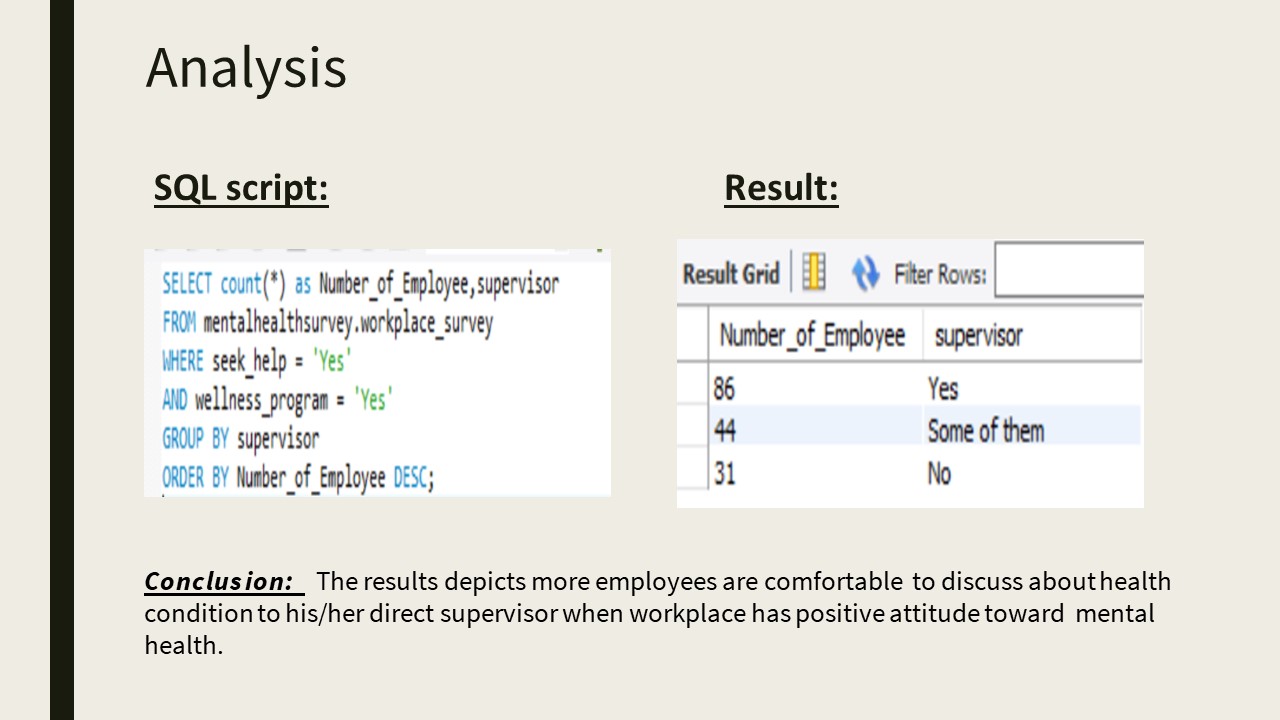 Analysis
SQL script:
SELECT count(*) as Number_of_Employee,supervisor
FROM mentalhealthsurvey.workplace_survey
WHERE seek_help = 'Yes'
AND wellness_program = 'Yes'
GROUP BY supervisor
ORDER BY Number_of_Employee DESC;
Result:
Result Grid Filter Rows:
Number_of_Employee supervisor
86 Yes
44 Some of them
31 No
Conclusion: The results depicts more employees are comfortable to discuss about health
condition to his/her direct supervisor when workplace has positive attitude toward mental
health.